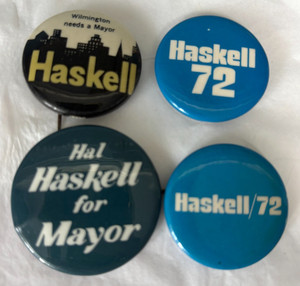 Wilmington
needs a Mayor
Haskell
Haskell
72
Hal
Haskell
for
Mayor
Haskell/72